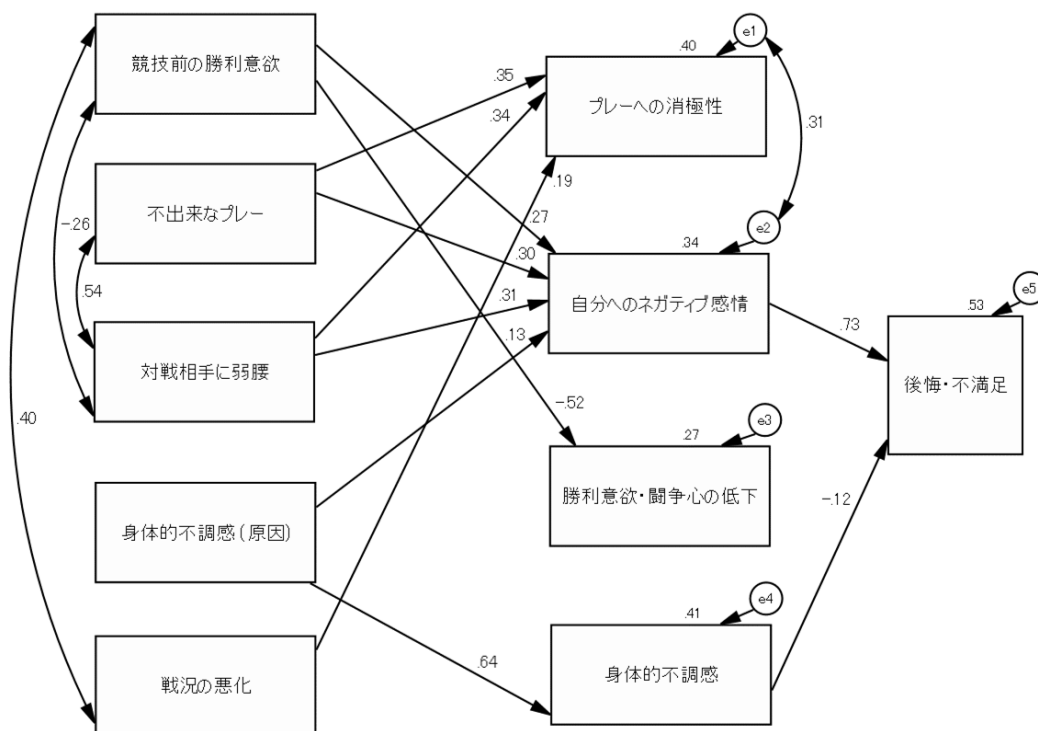 競技前の勝利意欲
不出来なプレー
対戦相手に弱腰
身体的不調感(原因)
戦況の悪化
-.26
.54
.40
.35
.34
.19
.27
.30
.31
.13
-.52
.64
e1
.40
プレーへの消極性
.31
e2
.34
自分へのネガティブ感情
e3
.27
勝利意欲・闘争心の低下
e4
.41
身体的不調感
.73
-.12
e5
.53
後悔・不満足